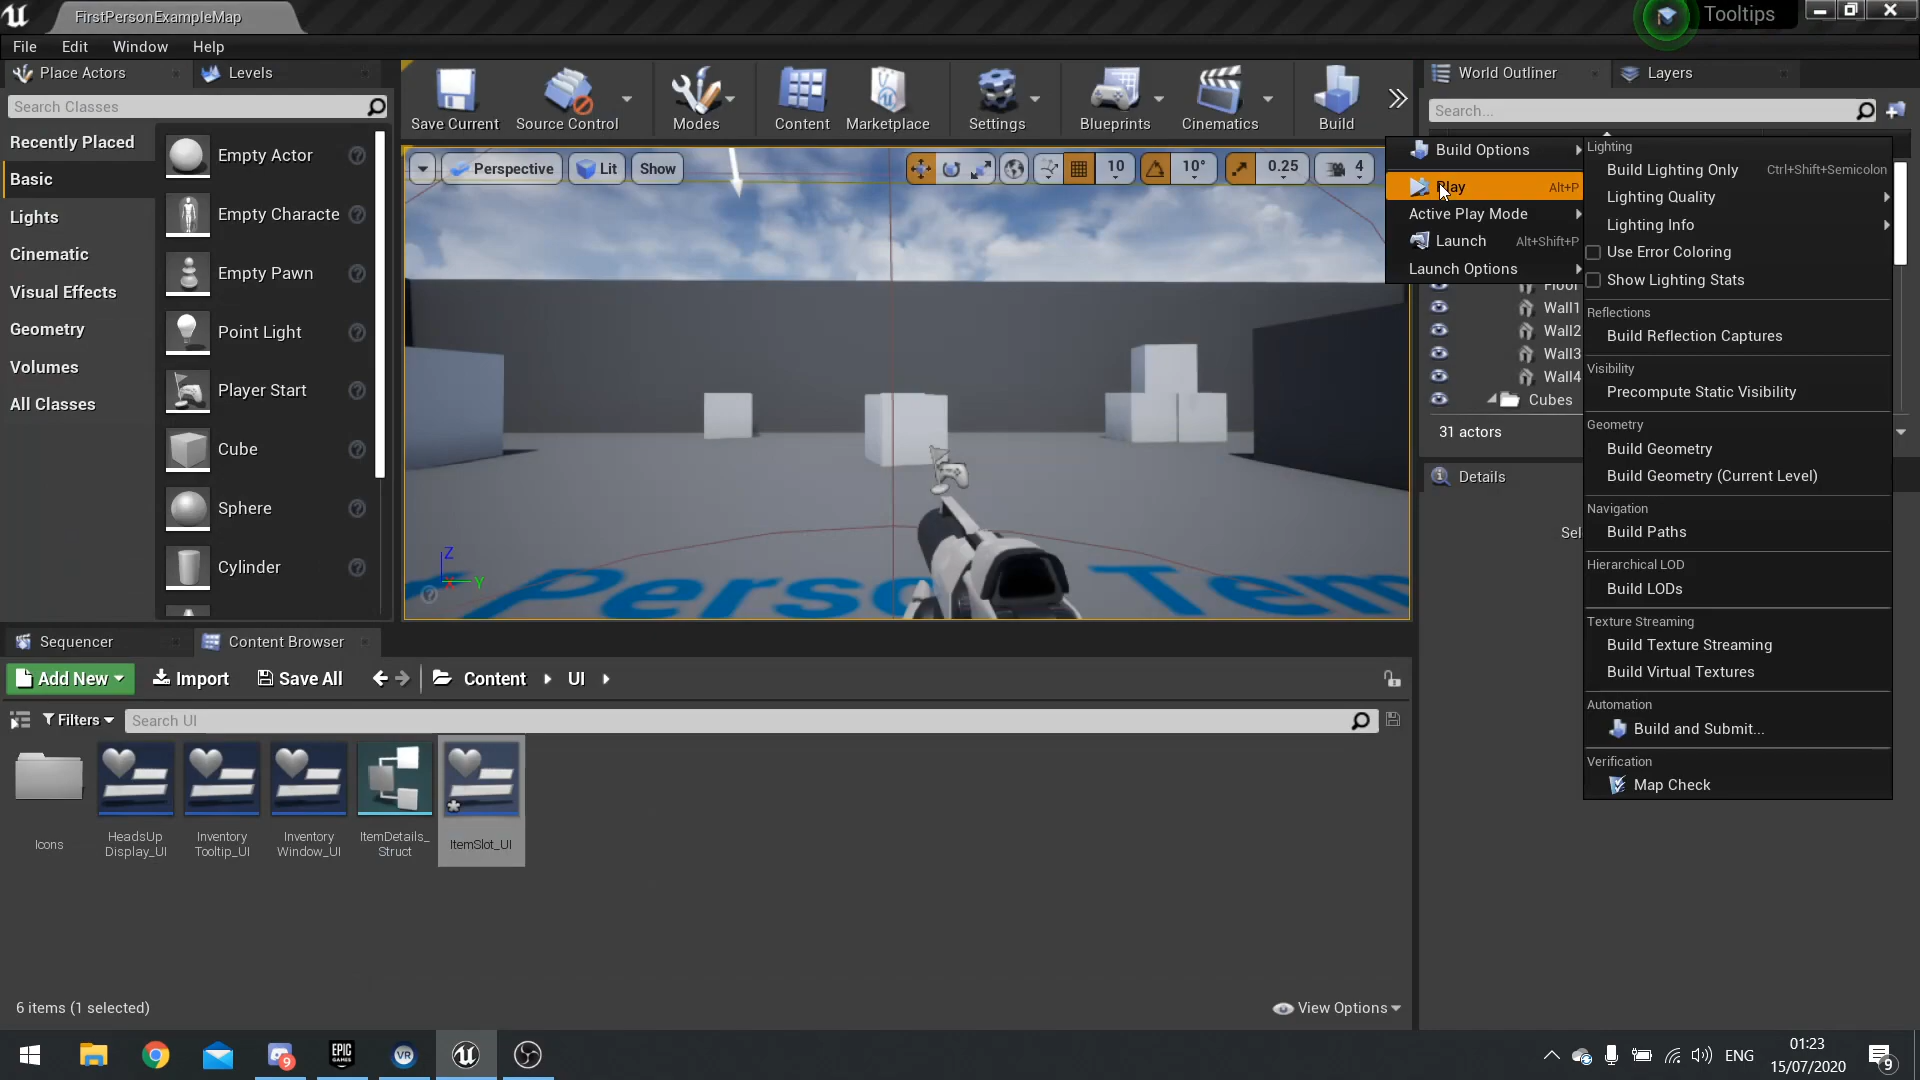 FirstPersonExampleMap
Tooltips
File Edit Window Help
Place Actors
Levels
Search Classes
Recently Placed
Basic
Lights
Cinematic
Visual Effects
Geometry
Volumes
All Classes
Empty Actor
Empty Characte
Empty Pawn
Point Light
Player Start
Cube
Sphere
Cylinder
Save Current
Source Control
Modes
Content
Marketplace
Settings
Blueprints
Cinematics
Build
Perspective
Lit
Show
10
10°
0.25
4
Z
Y
Person Tem
World Outliner
Layers
Search...
Build Options
Play Alt+P
Active Play Mode
Launch Alt+Shift+P
Launch Options
Floor
Wall1
Wall2
Wall3
Wall4
Cubes
31 actors
Details
Sel
Lighting
Build Lighting Only Ctrl+Shift+Semicolon
Lighting Quality
Lighting Info
Use Error Coloring
Show Lighting Stats
Reflections
Build Reflection Captures
Visibility
Precompute Static Visibility
Geometry
Build Geometry
Build Geometry (Current Level)
Navigation
Build Paths
Hierarchical LOD
Build LODs
Texture Streaming
Build Texture Streaming
Build Virtual Textures
Automation
Build and Submit...
Verification
Map Check
Sequencer
Content Browser
Add New
Import
Save All
Content
UI
Filters
Search UI
Icons
HeadsUp
Display_UI
Inventory
Tooltip_UI
Inventory
Window_UI
ItemDetails_
Struct
ItemSlot_UI
6 items (1 selected)
View Options
9
EPIC
GAMES
VR
ENG
01:23
15/07/2020
9